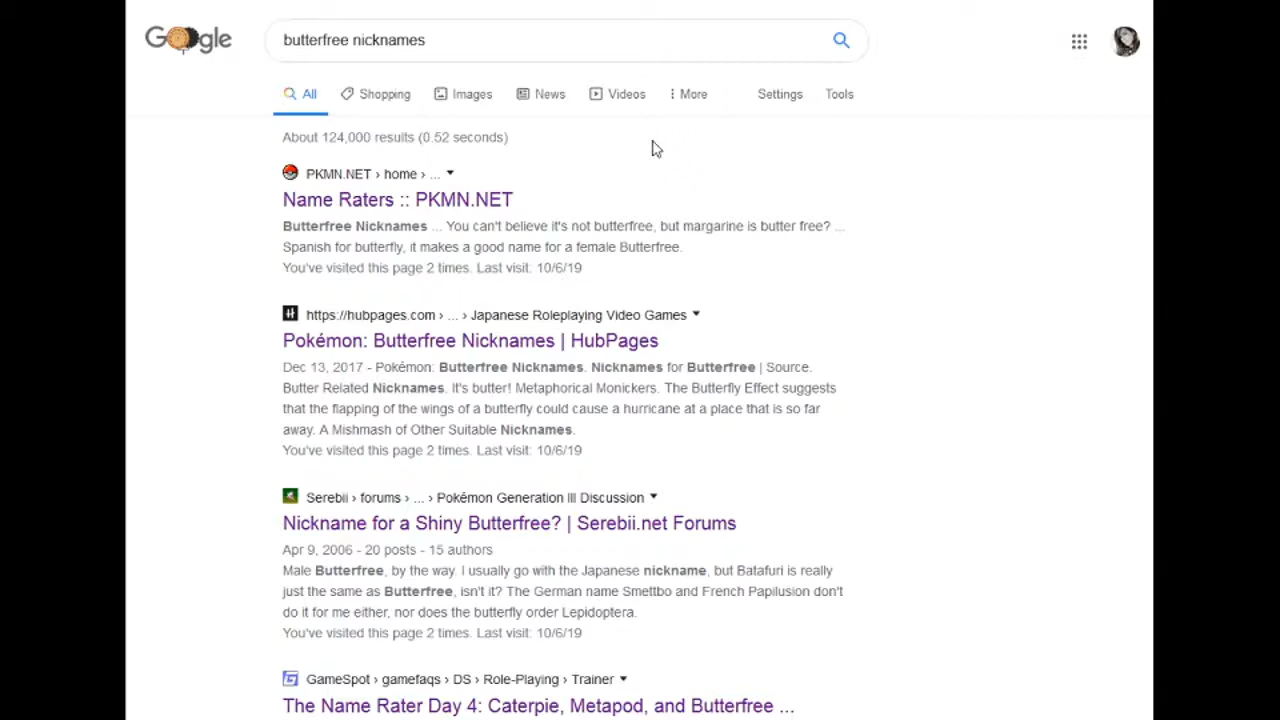 Google
butterfree nicknames
All Shopping Images News Videos More Settings Tools
About 124,000 results (0.52 seconds)
PKMN.NET › home › ...
Name Raters :: PKMN.NET
Butterfree Nicknames ... You can't believe it's not butterfree, but margarine is butter free? ...
Spanish for butterfly, it makes a good name for a female Butterfree.
You've visited this page 2 times. Last visit: 10/6/19
https://hubpages.com › ... › Japanese Roleplaying Video Games
Pokémon: Butterfree Nicknames | HubPages
Dec 13, 2017 - Pokémon: Butterfree Nicknames. Nicknames for Butterfree | Source.
Butter Related Nicknames. It's butter! Metaphorical Monickers. The Butterfly Effect suggests
that the flapping of the wings of a butterfly could cause a hurricane at a place that is so far
away. A Mishmash of Other Suitable Nicknames.
You've visited this page 2 times. Last visit: 10/6/19
Serebii › forums › ... › Pokémon Generation III Discussion
Nickname for a Shiny Butterfree? | Serebii.net Forums
Apr 9, 2006 - 20 posts - 15 authors
Male Butterfree, by the way. I usually go with the Japanese nickname, but Batafuri is really
just the same as Butterfree, isn't it? The German name Smettbo and French Papilusion don't
do it for me either, nor does the butterfly order Lepidoptera.
You've visited this page 2 times. Last visit: 10/6/19
GameSpot › gamefaqs › DS › Role-Playing › Trainer
The Name Rater Day 4: Caterpie, Metapod, and Butterfree ...